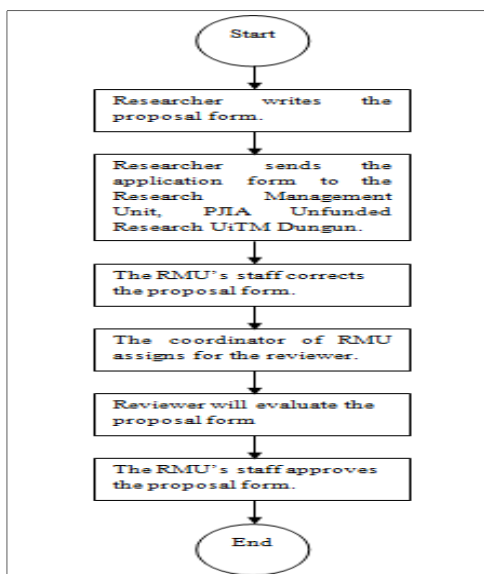 Start
Researcher writes the
proposal form.
Researcher sends the
application form to the
Research Management
Unit, PJIA Unfunded
Research UiTM Dungun.
The RMU's staff corrects
the proposal form.
The coordinator of RMU
assigns for the reviewer.
Reviewer will evaluate the
proposal form
The RMU's staff approves
the proposal form.
End